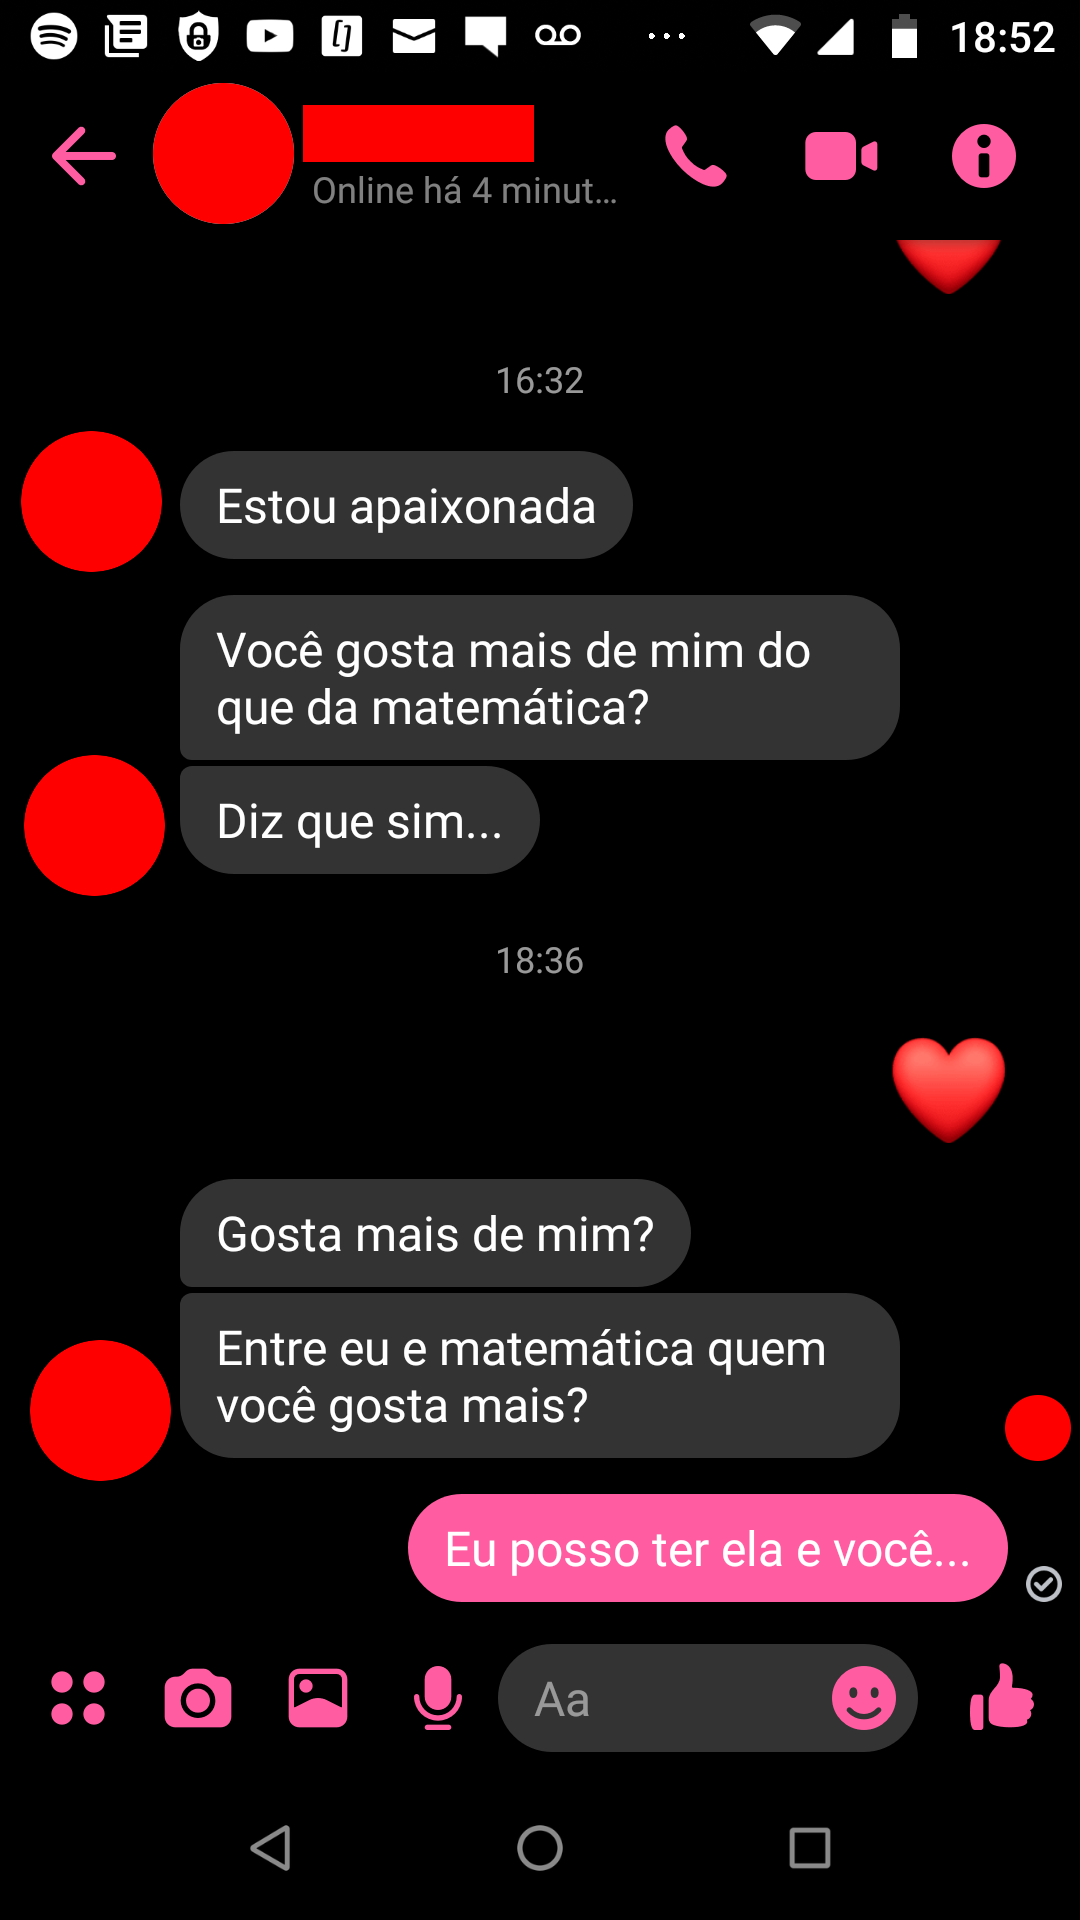 18:52
Online há 4 minut...
16:32
Estou apaixonada
Você gosta mais de mim do
que da matemática?
Diz que sim...
18:36
Gosta mais de mim?
Entre eu e matemática quem
você gosta mais?
Eu posso ter ela e você...
Aa